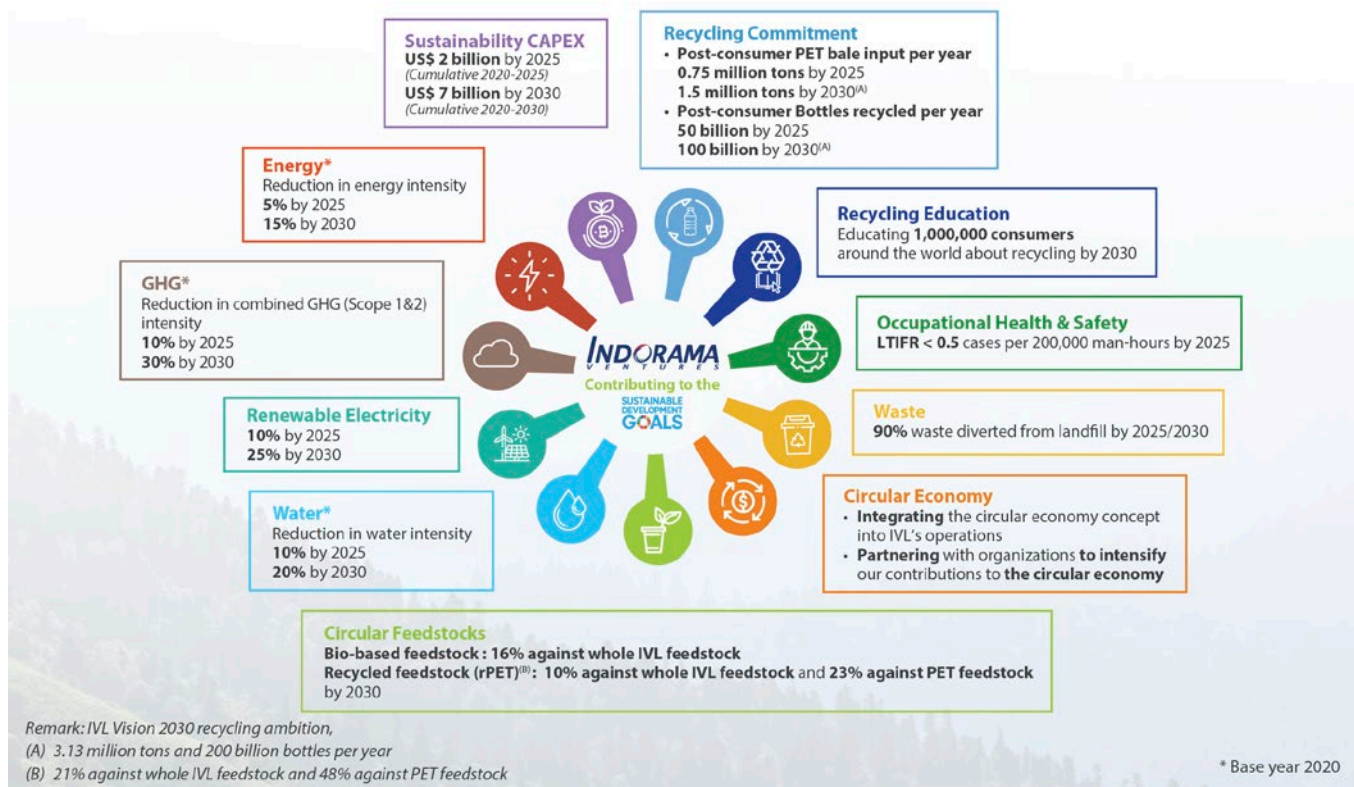 Sustainability CAPEX
US$ 2 billion by 2025
(Cumulative 2020-2025)
US$ 7 billion by 2030
(Cumulative 2020-2030)
Recycling Commitment
• Post-consumer PET bale input per year
0.75 million tons by 2025
1.5 million tons by 2030(A)
• Post-consumer Bottles recycled per year
50 billion by 2025
100 billion by 2030(A)
Energy*
Reduction in energy intensity
5% by 2025
15% by 2030
Recycling Education
Educating 1,000,000 consumers
around the world about recycling by 2030
GHG*
Reduction in combined GHG (Scope 1&2)
intensity
10% by 2025
30% by 2030
Occupational Health & Safety
LTIFR < 0.5 cases per 200,000 man-hours by 2025
INDORAMA
VENTURES
Contributing to the
SUSTAINABLE
DEVELOPMENT
GOALS
Renewable Electricity
10% by 2025
25% by 2030
Waste
90% waste diverted from landfill by 2025/2030
Water*
Reduction in water intensity
10% by 2025
20% by 2030
Circular Economy
• Integrating the circular economy concept
into IVL's operations
• Partnering with organizations to intensify
our contributions to the circular economy
Circular Feedstocks
Bio-based feedstock : 16% against whole IVL feedstock
Recycled feedstock (rPET)(B) : 10% against whole IVL feedstock and 23% against PET feedstock
by 2030
Remark: IVL Vision 2030 recycling ambition,
(A) 3.13 million tons and 200 billion bottles per year
(B) 21% against whole IVL feedstock and 48% against PET feedstock
* Base year 2020